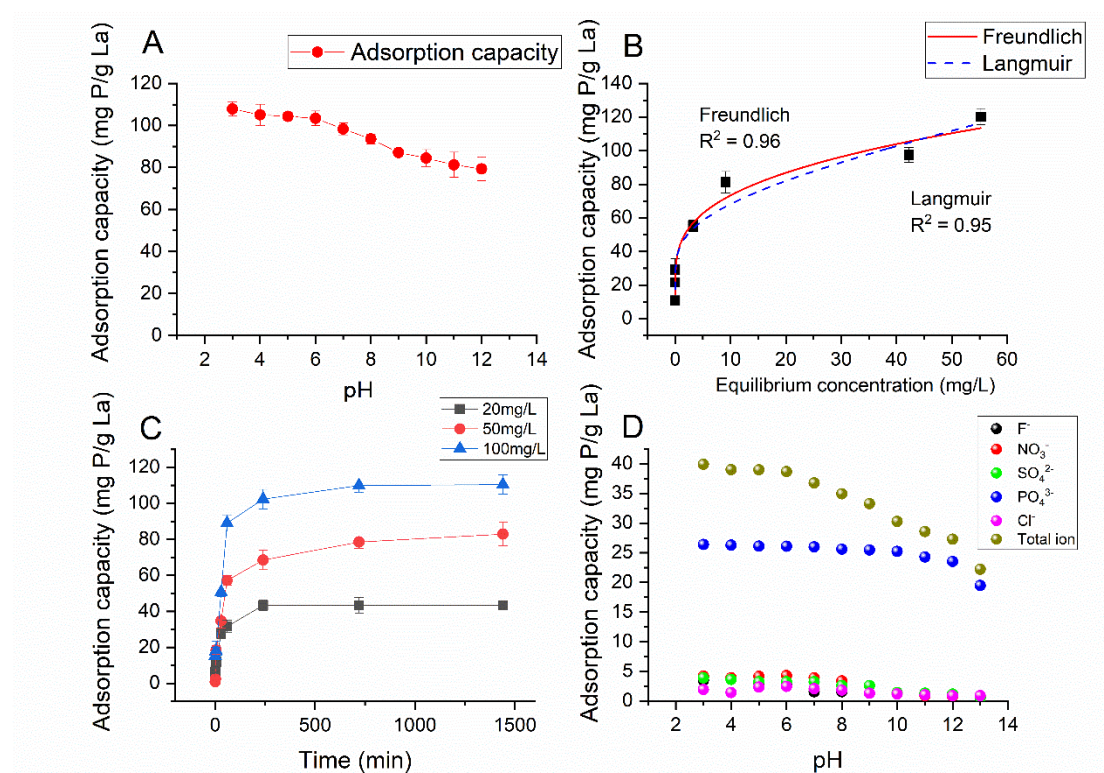 A
Adsorption capacity
Adsorption capacity (mg P/g La)
120
100
80
60
40
20
0
2 4 6 8 10 12 14
pH
B
Freundlich
Langmuir
Adsorption capacity (mg P/g La)
140
120
100
80
60
40
20
0
Freundlich
R² = 0.96
Langmuir
R² = 0.95
0 10 20 30 40 50 60
Equilibrium concentration (mg/L)
C
20mg/L
50mg/L
100mg/L
Adsorption capacity (mg P/g La)
120
100
80
60
40
20
0
0 500 1000 1500
Time (min)
D
F⁻
NO₃⁻
SO₄²⁻
PO₄³⁻
Cl⁻
Total ion
Adsorption capacity (mg P/g La)
40
35
30
25
20
15
10
5
0
2 4 6 8 10 12 14
pH